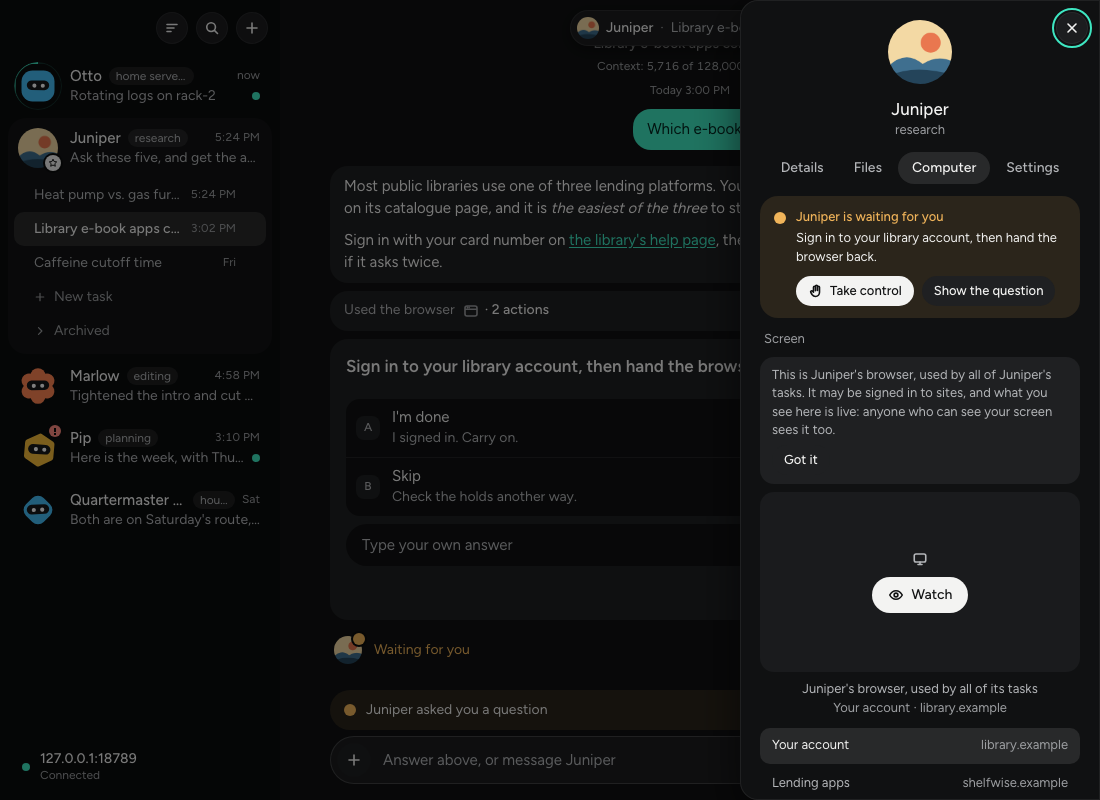 Otto home serve... now
Rotating logs on rack-2
Juniper research 5:24 PM
Ask these five, and get the a...
Heat pump vs. gas fur... 5:24 PM
Library e-book apps c... 3:02 PM
Caffeine cutoff time Fri
New task
Archived
Marlow editing 4:58 PM
Tightened the intro and cut ...
Pip planning 3:10 PM
Here is the week, with Thu...
Quartermaster ... hou... Sat
Both are on Saturday's route,...
127.0.0.1:18789
Connected
Juniper · Library e-b
Context: 5,716 of 128,000
Today 3:00 PM
Which e-book
Most public libraries use one of three lending platforms. You
on its catalogue page, and it is the easiest of the three to st
Sign in with your card number on the library's help page, the
if it asks twice.
Used the browser · 2 actions
Sign in to your library account, then hand the brows
A I'm done
I signed in. Carry on.
B Skip
Check the holds another way.
Type your own answer
Waiting for you
Juniper asked you a question
Answer above, or message Juniper
Juniper
research
Details Files Computer Settings
Juniper is waiting for you
Sign in to your library account, then hand the
browser back.
Take control Show the question
Screen
This is Juniper's browser, used by all of Juniper's
tasks. It may be signed in to sites, and what you
see here is live: anyone who can see your screen
sees it too.
Got it
Watch
Juniper's browser, used by all of its tasks
Your account · library.example
Your account library.example
Lending apps shelfwise.example